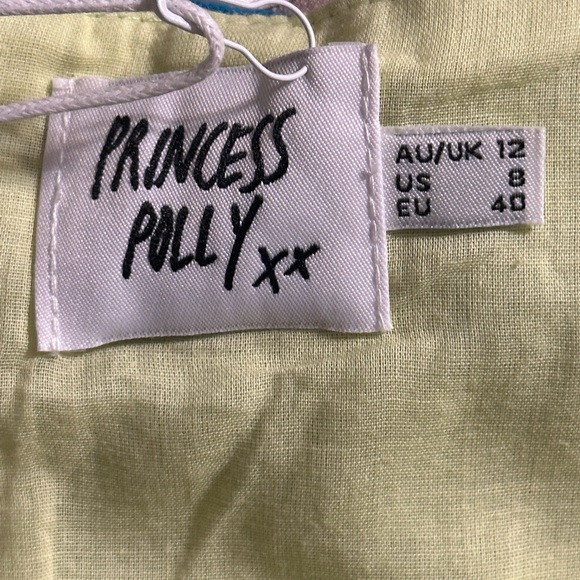 PRINCESS
POLLY xx
AU/UK 12
US 8
EU 40